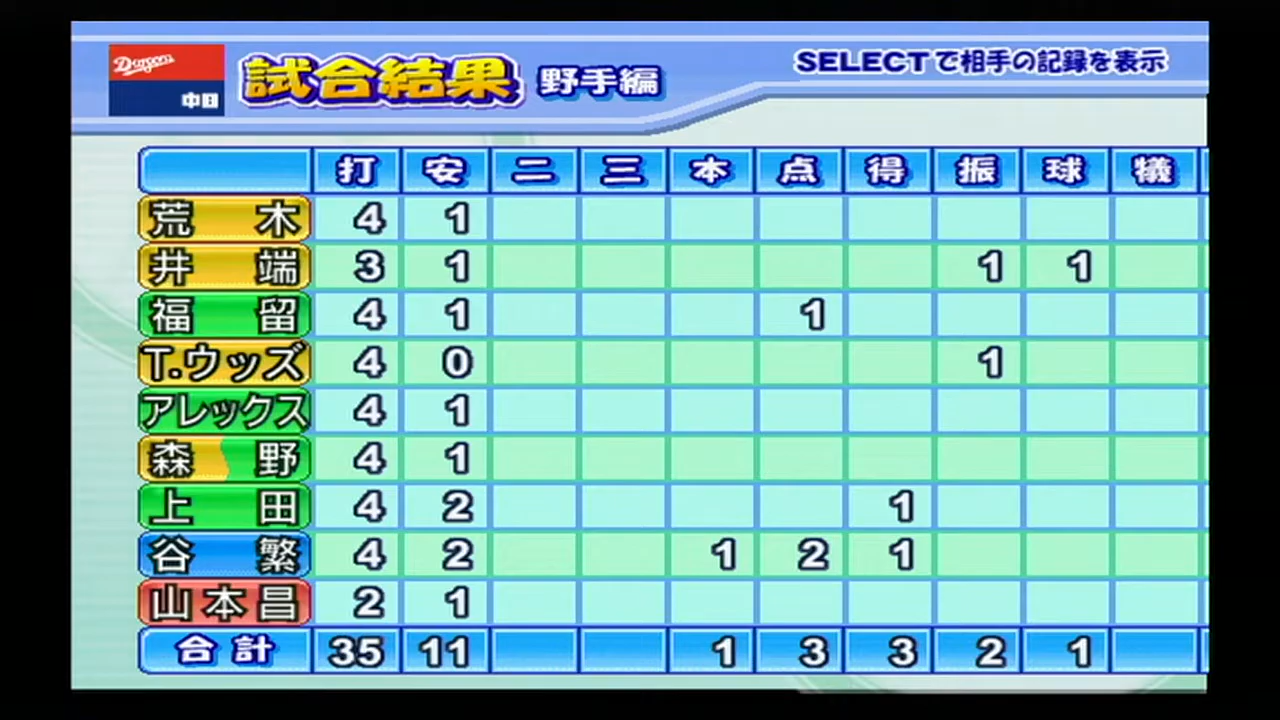 Dragons
中日
試合結果 野手編
SELECTで相手の記録を表示
打 安 二 三 本 点 得 振 球 犠
荒木 4 1
井端 3 1 1 1
福留 4 1 1
T.ウッズ 4 0 1
アレックス 4 1
森野 4 1
上田 4 2 1
谷繁 4 2 1 2 1
山本昌 2 1
合計 35 11 1 3 3 2 1